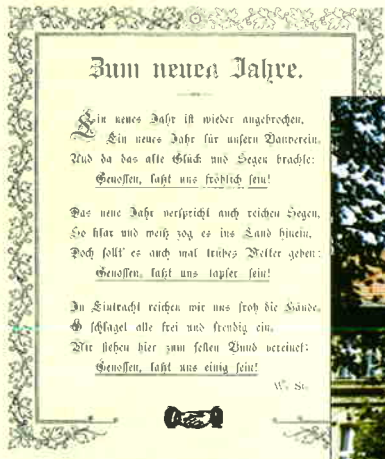 Zum neuen Jahre.
Ein neues Jahr ist wieder angebrochen,
Ein neues Jahr für unsern Bauverein.
Und da das alte Glück und Segen brachte:
Genossen, laßt uns fröhlich sein!
Das neue Jahr verspricht auch reichen Segen,
So klar und weiß zog es ins Land hinein.
Doch sollt' es auch mal trübes Wetter geben:
Genossen, laßt uns tapfer sein!
In Eintracht reichen wir uns froh die Hände,
O schlaget alle frei und freudig ein.
Wir stehen hier zum festen Bund vereinet:
Genossen, laßt uns einig sein!
W. St.